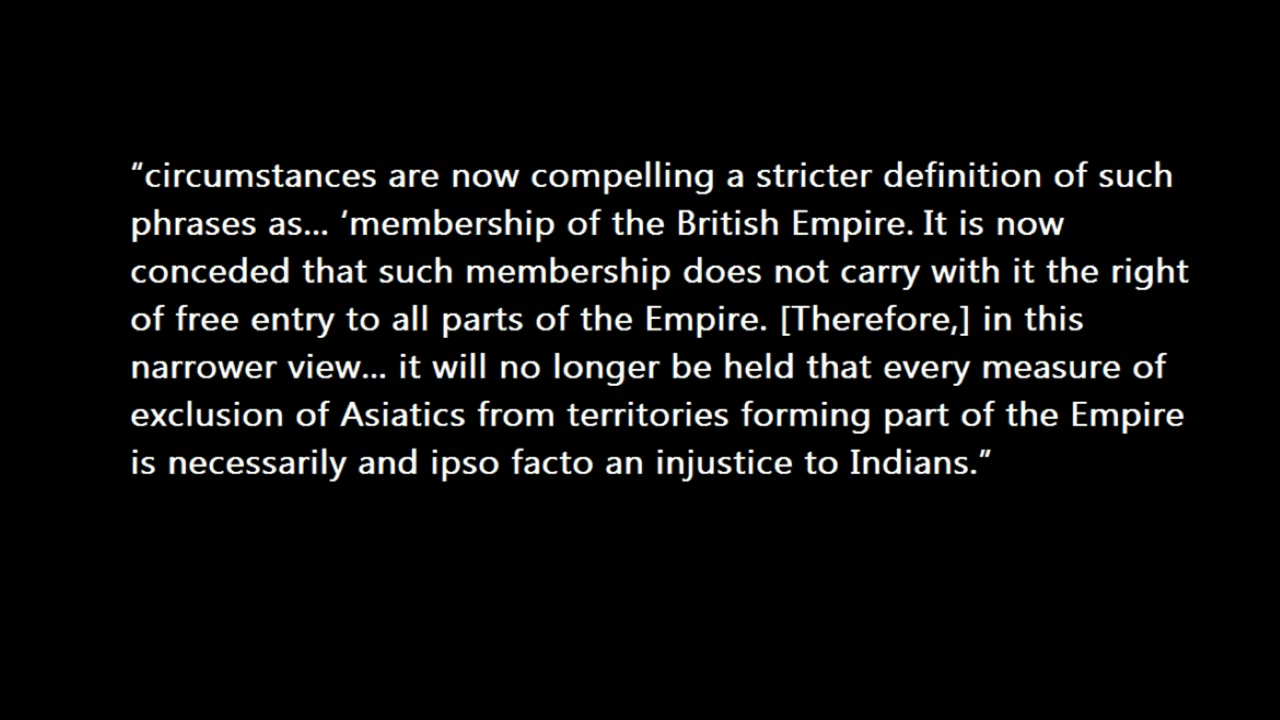 “circumstances are now compelling a stricter definition of such
phrases as... ‘membership of the British Empire. It is now
conceded that such membership does not carry with it the right
of free entry to all parts of the Empire. [Therefore,] in this
narrower view... it will no longer be held that every measure of
exclusion of Asiatics from territories forming part of the Empire
is necessarily and ipso facto an injustice to Indians.”